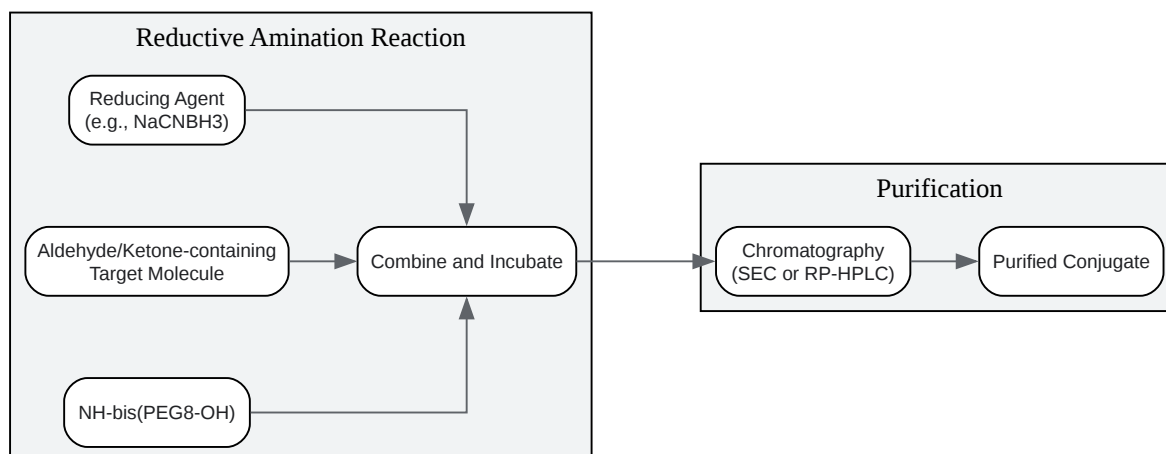 Reductive Amination Reaction
Reducing Agent
(e.g., NaCNBH3)
Aldehyde/Ketone-containing
Target Molecule
Combine and Incubate
NH-bis(PEG8-OH)
Purification
Chromatography
(SEC or RP-HPLC)
Purified Conjugate